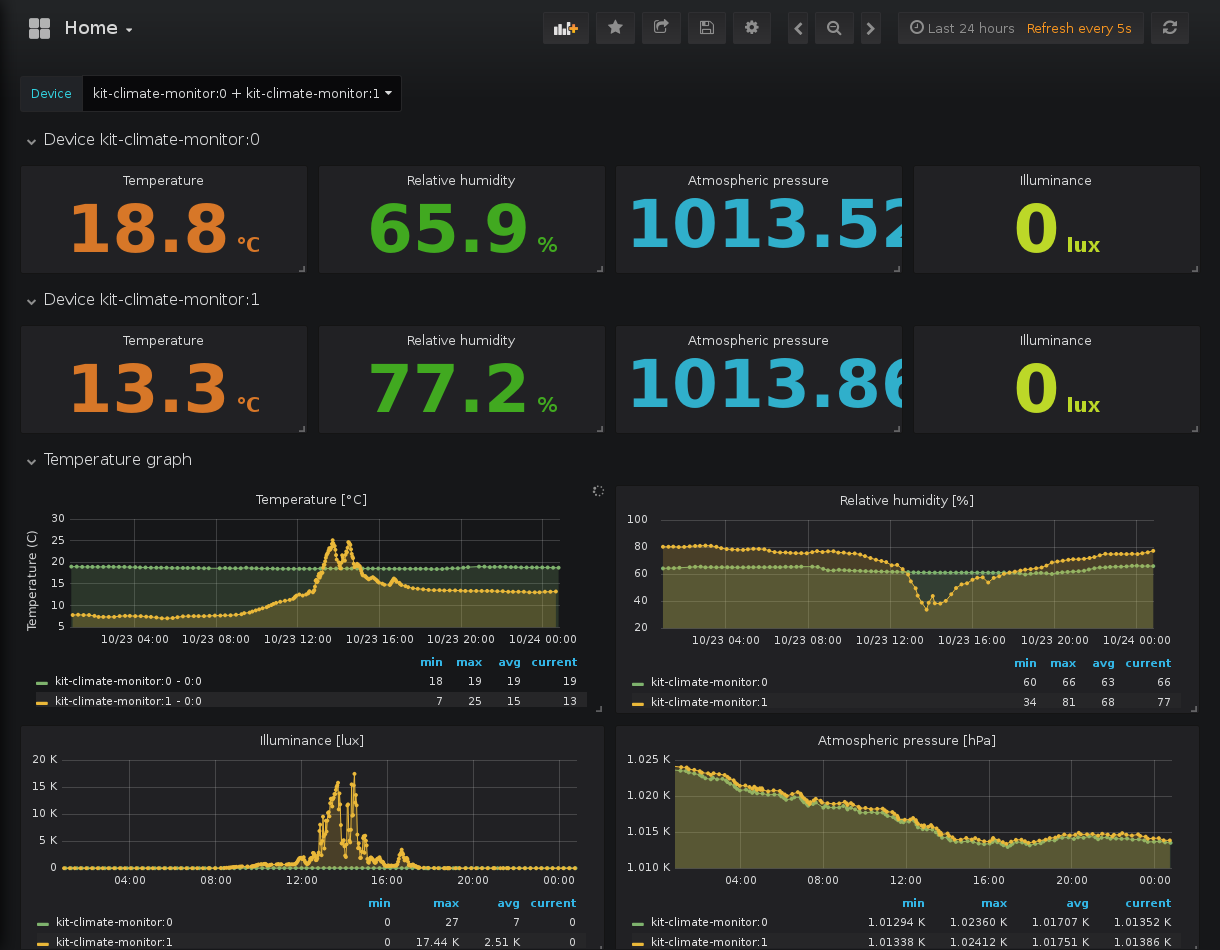 Home
Last 24 hours Refresh every 5s
Device kit-climate-monitor:0 + kit-climate-monitor:1
Device kit-climate-monitor:0
Temperature Relative humidity Atmospheric pressure Illuminance
18.8 °C 65.9 % 1013.52 0 lux
Device kit-climate-monitor:1
Temperature Relative humidity Atmospheric pressure Illuminance
13.3 °C 77.2 % 1013.86 0 lux
Temperature graph
Temperature [°C]
Temperature (C)
30
25
20
15
10
5
10/23 04:00 10/23 08:00 10/23 12:00 10/23 16:00 10/23 20:00 10/24 00:00
min max avg current
kit-climate-monitor:0 - 0:0 18 19 19 19
kit-climate-monitor:1 - 0:0 7 25 15 13
Relative humidity [%]
100
80
60
40
20
10/23 04:00 10/23 08:00 10/23 12:00 10/23 16:00 10/23 20:00 10/24 00:00
min max avg current
kit-climate-monitor:0 60 66 63 66
kit-climate-monitor:1 34 81 68 77
Illuminance [lux]
20 K
15 K
10 K
5 K
0
04:00 08:00 12:00 16:00 20:00 00:00
min max avg current
kit-climate-monitor:0 0 27 7 0
kit-climate-monitor:1 0 17.44 K 2.51 K 0
Atmospheric pressure [hPa]
1.025 K
1.020 K
1.015 K
1.010 K
04:00 08:00 12:00 16:00 20:00 00:00
min max avg current
kit-climate-monitor:0 1.01294 K 1.02360 K 1.01707 K 1.01352 K
kit-climate-monitor:1 1.01338 K 1.02412 K 1.01751 K 1.01386 K